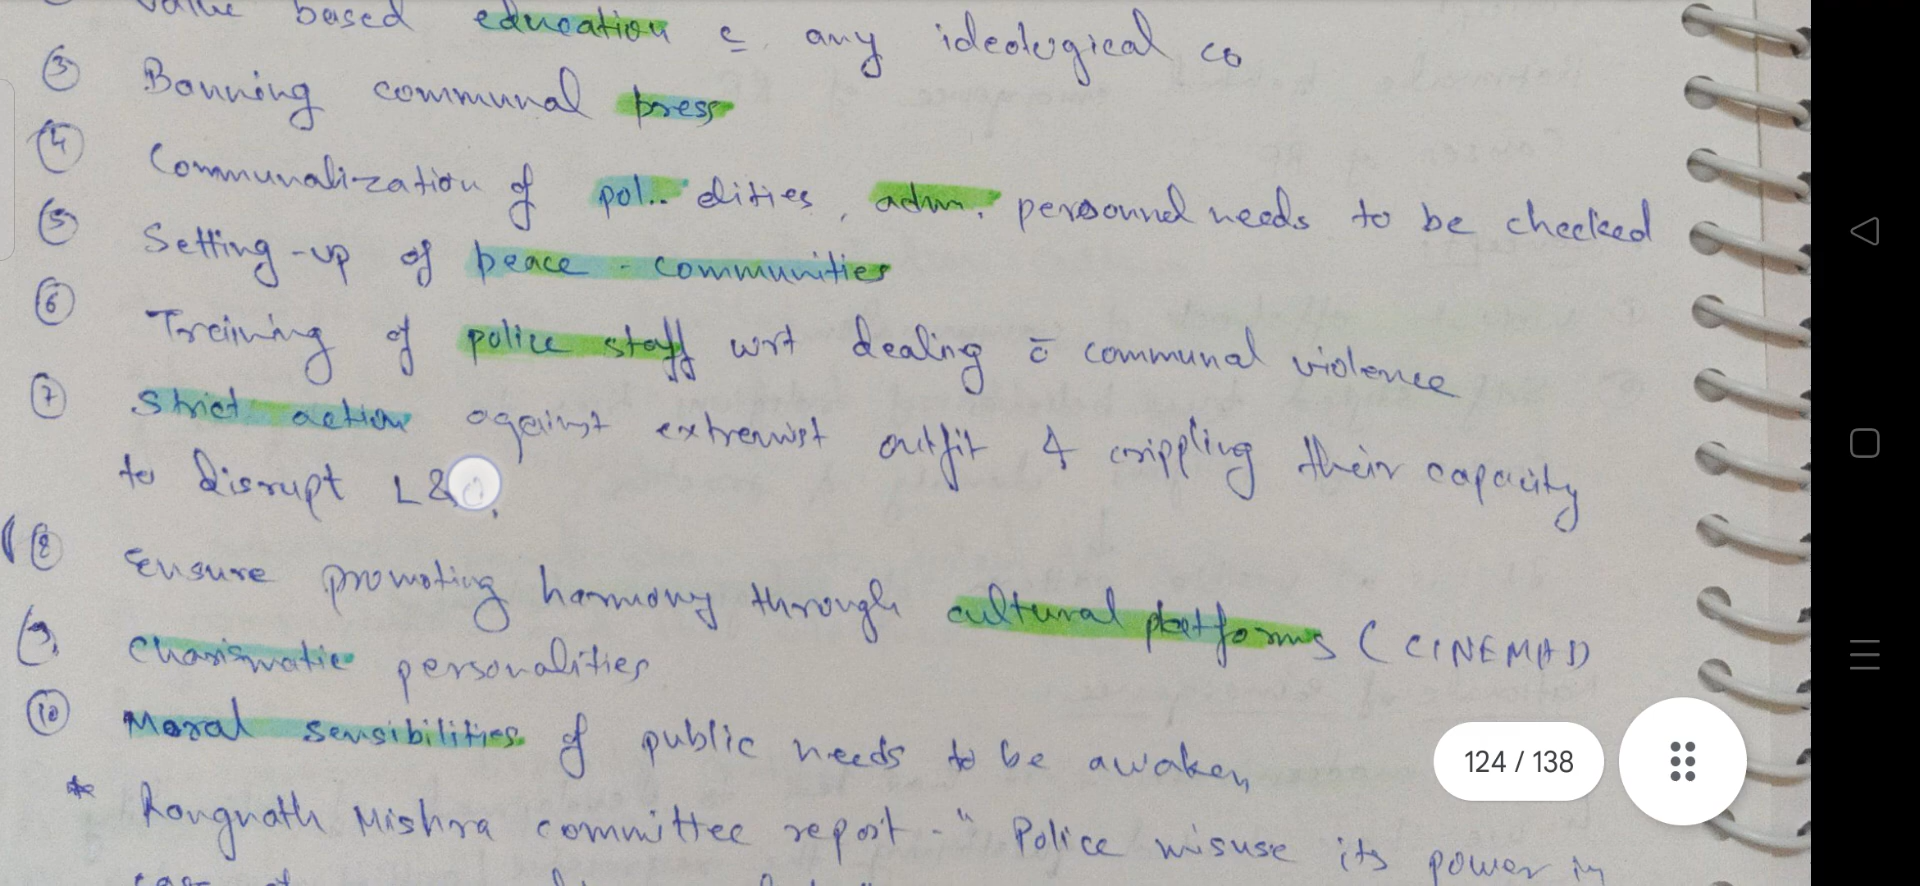 Value based education c̄ any ideological co
③ Banning communal press
④ Communalization of pol.. elities, adm. personnel needs to be checked
⑤ Setting-up of peace - communities
⑥ Training of police staff wrt dealing c̄ communal violence
⑦ Strict action against extremist outfit & crippling their capacity
to disrupt L&O.
⑧ Ensure promoting harmony through cultural platforms (CINEMAS)
9. Charismatic personalities
⑩ Moral sensibilities of public needs to be awaken
* Rongnath Mishra committee report - " Police misuse its power in
124 / 138